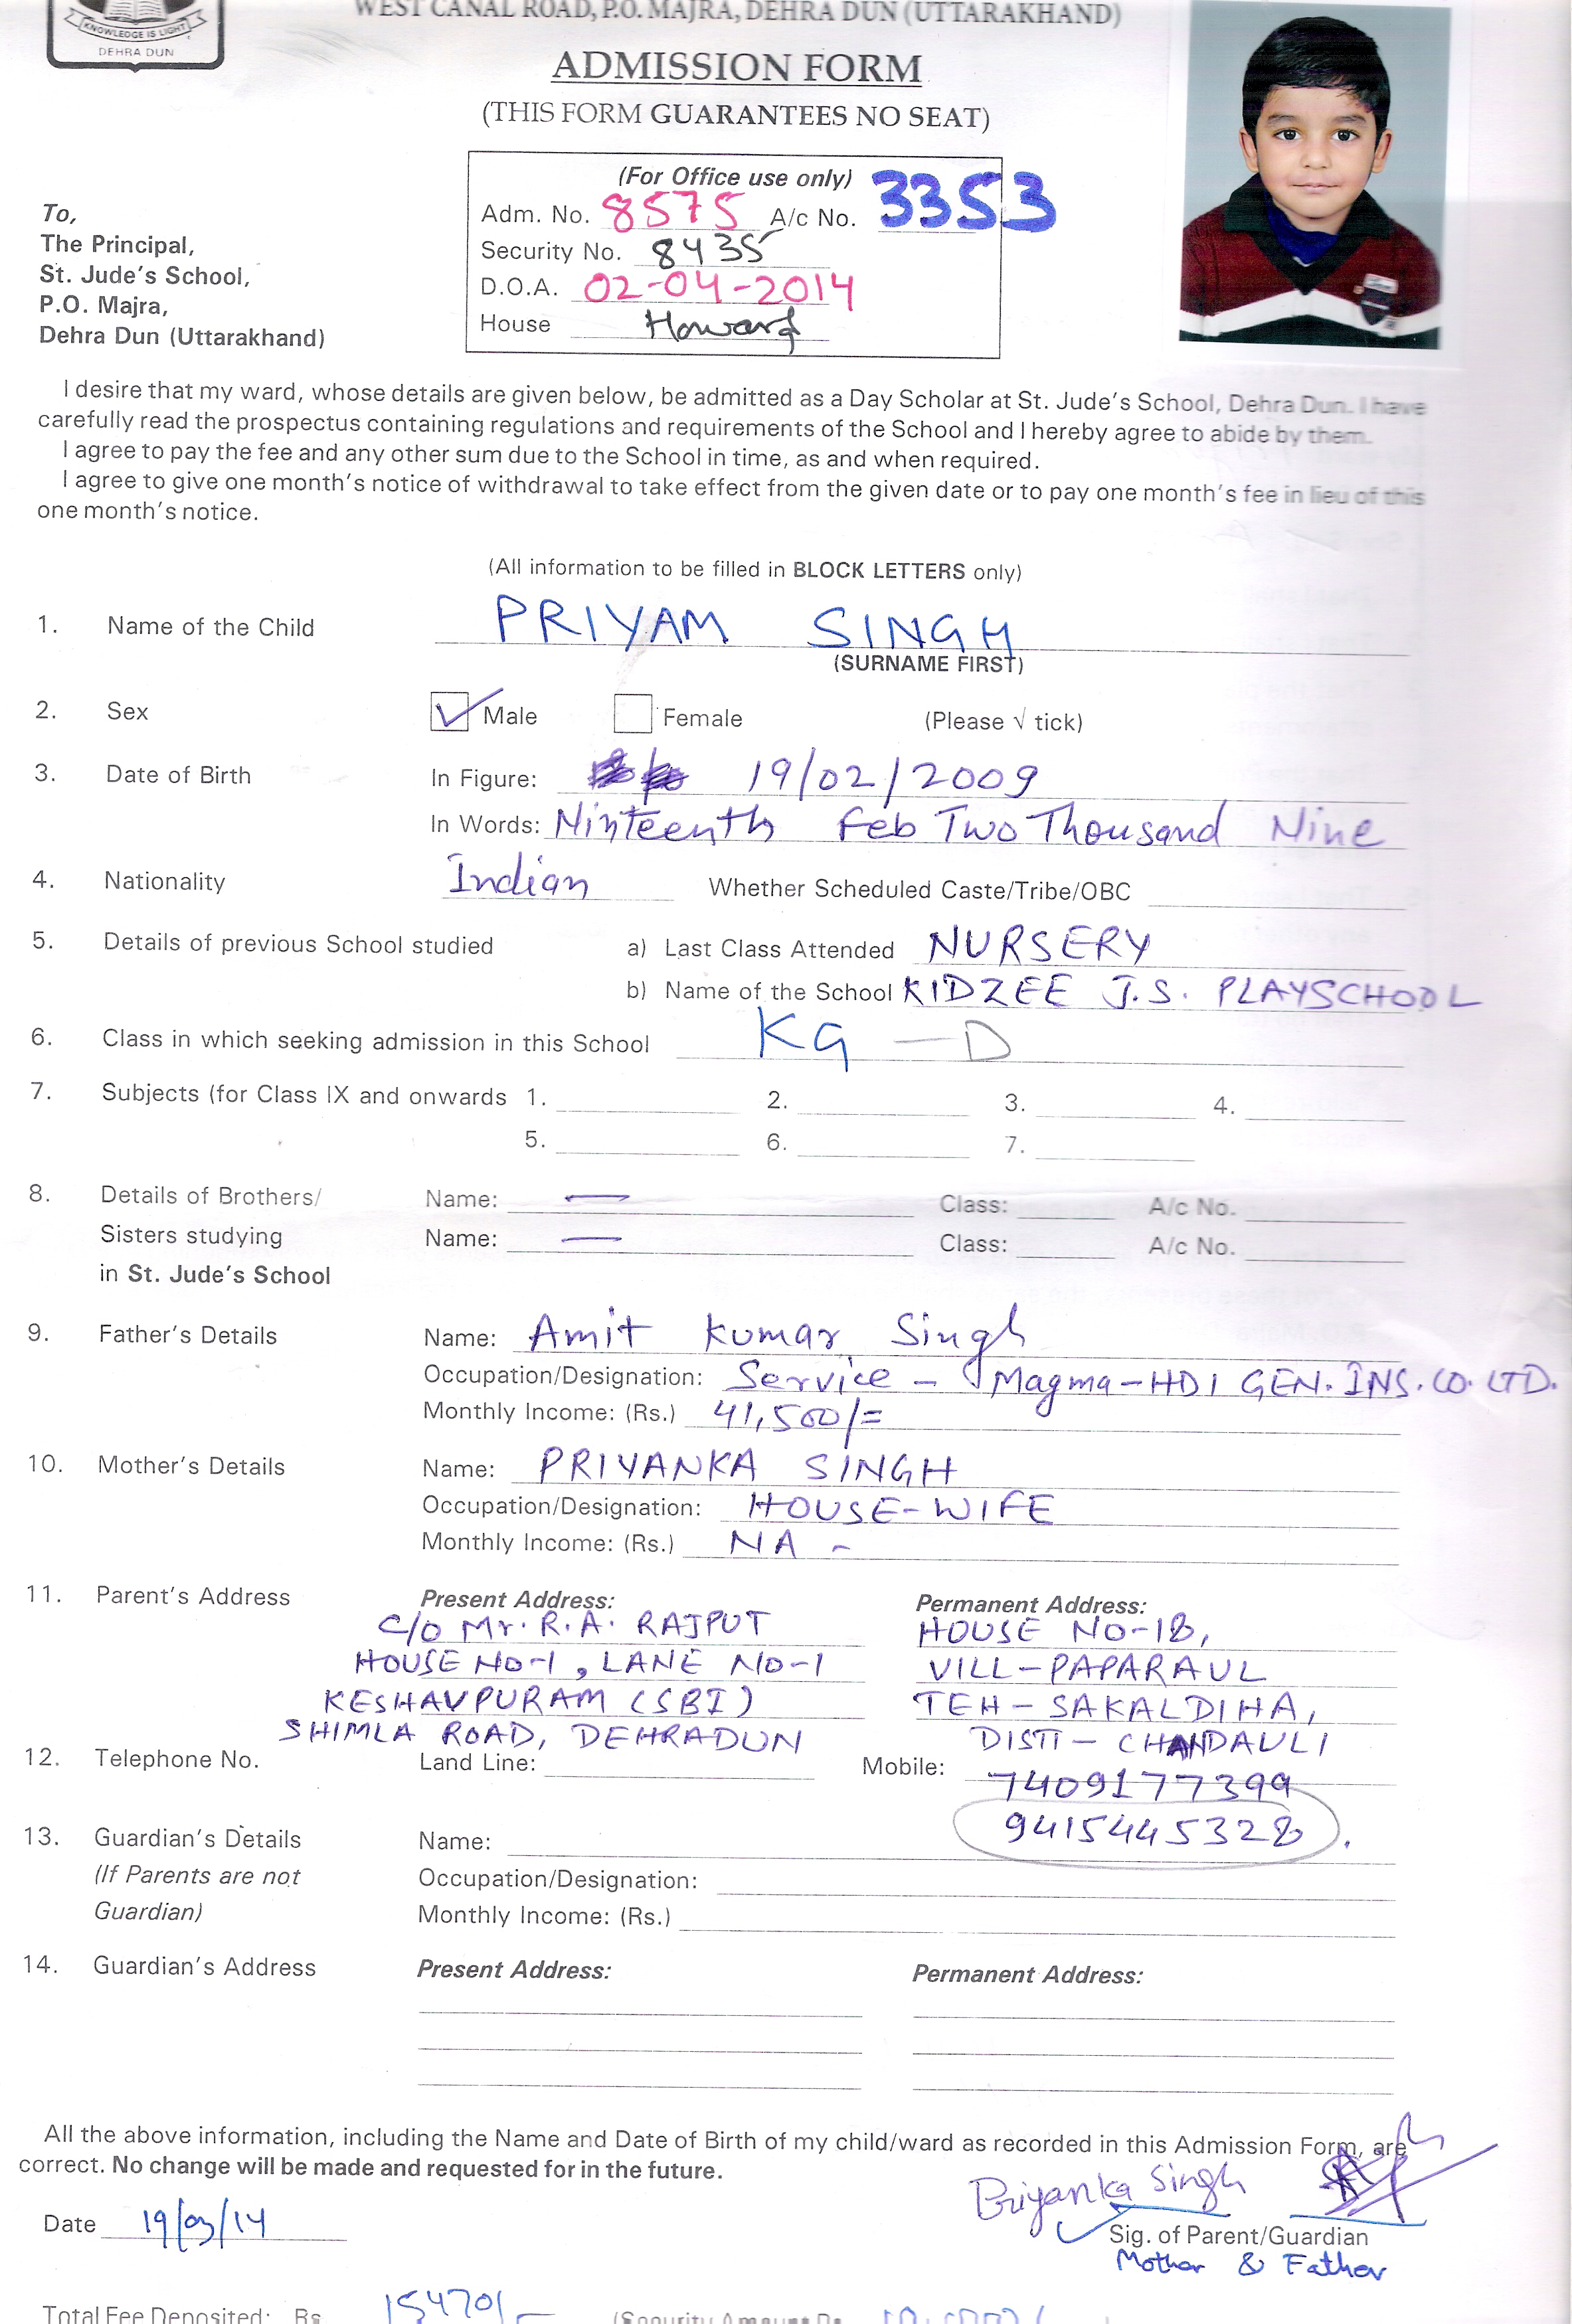 WEST CANAL ROAD, P.O. MAJRA, DEHRA DUN (UTTARAKHAND)
KNOWLEDGE IS LIGHT
DEHRA DUN
ADMISSION FORM
(THIS FORM GUARANTEES NO SEAT)
(For Office use only)
Adm. No. 8575 A/c No. 3353
Security No. 8435
D.O.A. 02-04-2014
House Howard
To,
The Principal,
St. Jude's School,
P.O. Majra,
Dehra Dun (Uttarakhand)
I desire that my ward, whose details are given below, be admitted as a Day Scholar at St. Jude's School, Dehra Dun. I have
carefully read the prospectus containing regulations and requirements of the School and I hereby agree to abide by them.
I agree to pay the fee and any other sum due to the School in time, as and when required.
I agree to give one month's notice of withdrawal to take effect from the given date or to pay one month's fee in lieu of this
one month's notice.
(All information to be filled in BLOCK LETTERS only)
1. Name of the Child PRIYAM SINGH
(SURNAME FIRST)
2. Sex Male Female (Please √ tick)
3. Date of Birth In Figure: 19/02/2009
In Words: Ninteenth Feb Two Thousand Nine
4. Nationality Indian Whether Scheduled Caste/Tribe/OBC
5. Details of previous School studied a) Last Class Attended NURSERY
b) Name of the School KIDZEE J.S. PLAYSCHOOL
6. Class in which seeking admission in this School KG - D
7. Subjects (for Class IX and onwards 1. 2. 3. 4.
5. 6. 7.
8. Details of Brothers/ Name: — Class: A/c No.
Sisters studying Name: — Class: A/c No.
in St. Jude's School
9. Father's Details Name: Amit Kumar Singh
Occupation/Designation: Service - Magma-HDI GEN. INS. CO. LTD.
Monthly Income: (Rs.) 41,500/=
10. Mother's Details Name: PRIYANKA SINGH
Occupation/Designation: HOUSE-WIFE
Monthly Income: (Rs.) NA -
11. Parent's Address Present Address: Permanent Address:
C/O Mr. R.A. RAJPUT HOUSE NO-18,
HOUSE NO-1, LANE NO-1 VILL-PAPARAUL
KESHAVPURAM (SBI) TEH-SAKALDIHA,
SHIMLA ROAD, DEHRADUN DISTT- CHANDAULI
12. Telephone No. Land Line: Mobile: 7409177399
9415445328
13. Guardian's Details Name:
(If Parents are not Occupation/Designation:
Guardian) Monthly Income: (Rs.)
14. Guardian's Address Present Address: Permanent Address:
All the above information, including the Name and Date of Birth of my child/ward as recorded in this Admission Form, are
correct. No change will be made and requested for in the future.
Priyanka Singh
Date 19/03/14
Sig. of Parent/Guardian
Mother & Father
Total Fee Deposited: Rs 15470/-